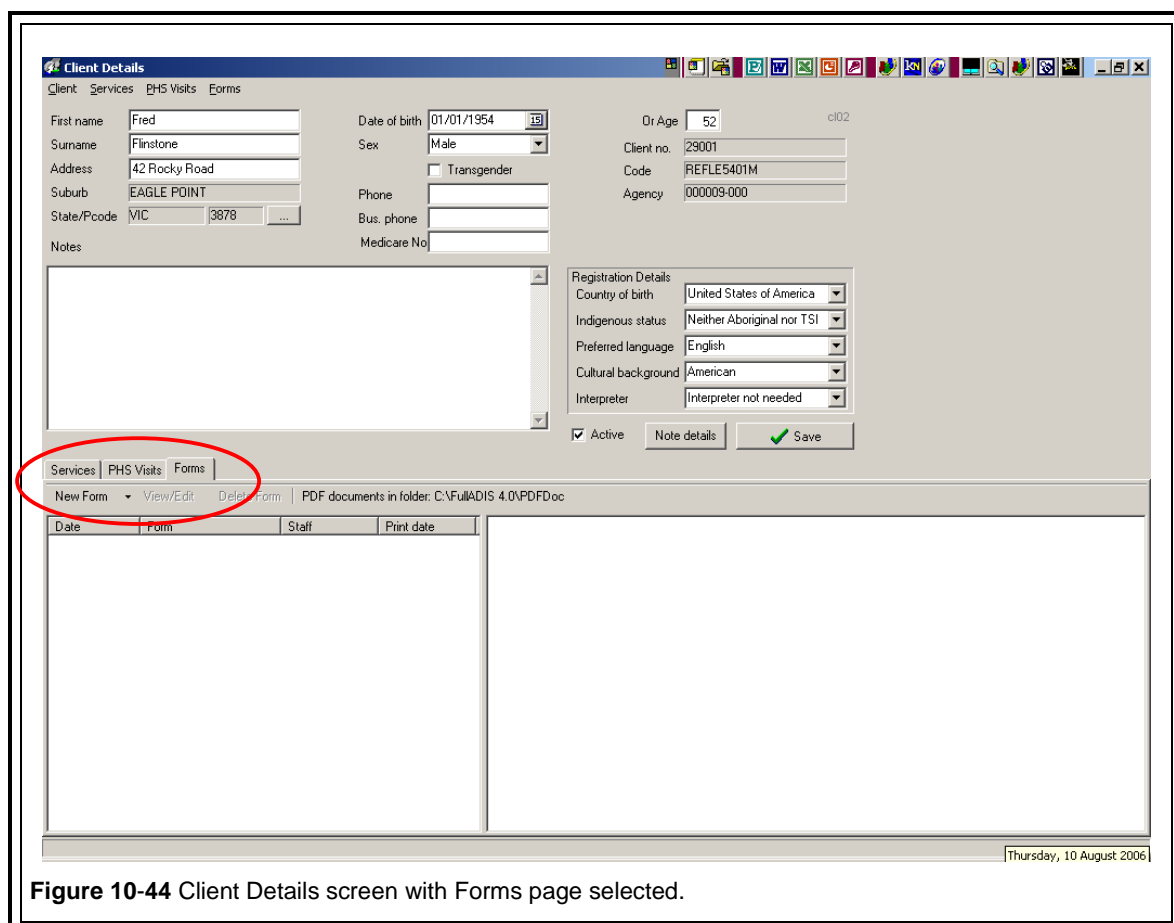 Client Details
Client Services PHS Visits Forms
First name Fred Date of birth 01/01/1954 15 Or Age 52 cl02
Surname Flinstone Sex Male Client no. 29001
Address 42 Rocky Road Transgender Code REFLE5401M
Suburb EAGLE POINT Phone Agency 000009-000
State/Pcode VIC 3878 ... Bus. phone
Notes Medicare No
Registration Details
Country of birth United States of America
Indigenous status Neither Aboriginal nor TSI
Preferred language English
Cultural background American
Interpreter Interpreter not needed
Active Note details Save
Services PHS Visits Forms
New Form View/Edit Delete Form PDF documents in folder: C:\FullADIS 4.0\PDFDoc
Date Form Staff Print date
Thursday, 10 August 2006
Figure 10-44 Client Details screen with Forms page selected.